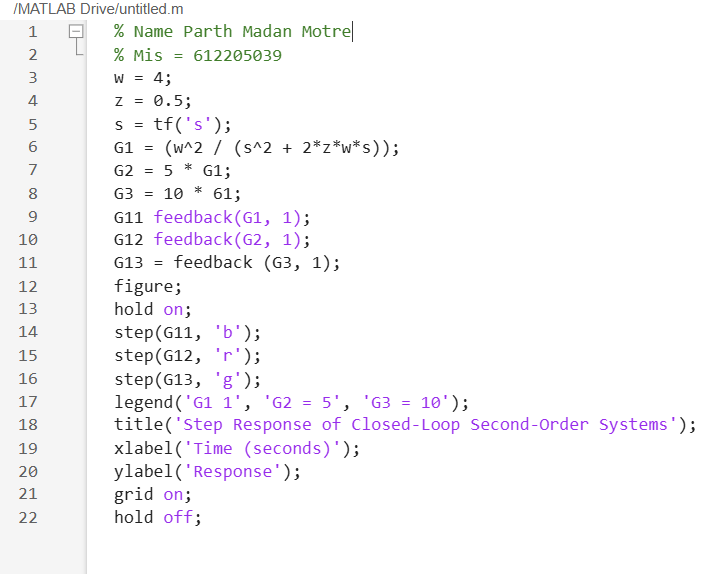 /MATLAB Drive/untitled.m
1 % Name Parth Madan Motre
2 % Mis = 612205039
3 w = 4;
4 z = 0.5;
5 s = tf('s');
6 G1 = (w^2 / (s^2 + 2*z*w*s));
7 G2 = 5 * G1;
8 G3 = 10 * 61;
9 G11 feedback(G1, 1);
10 G12 feedback(G2, 1);
11 G13 = feedback (G3, 1);
12 figure;
13 hold on;
14 step(G11, 'b');
15 step(G12, 'r');
16 step(G13, 'g');
17 legend('G1 1', 'G2 = 5', 'G3 = 10');
18 title('Step Response of Closed-Loop Second-Order Systems');
19 xlabel('Time (seconds)');
20 ylabel('Response');
21 grid on;
22 hold off;